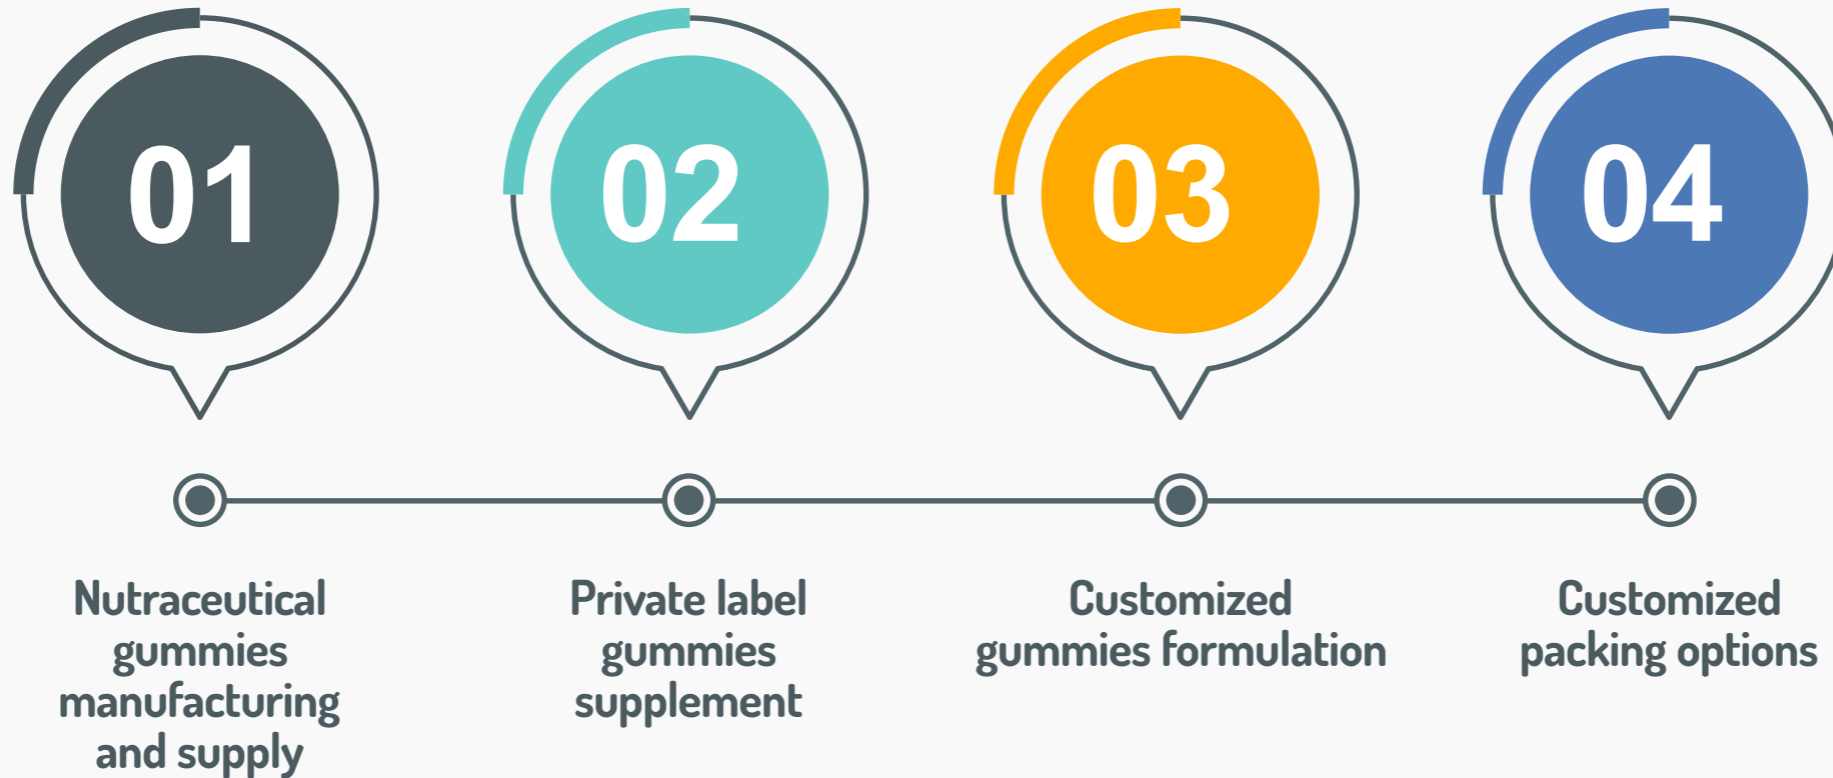 01
02
03
04
Nutraceutical
gummies
manufacturing
and supply
Private label
gummies
supplement
Customized
gummies formulation
Customized
packing options